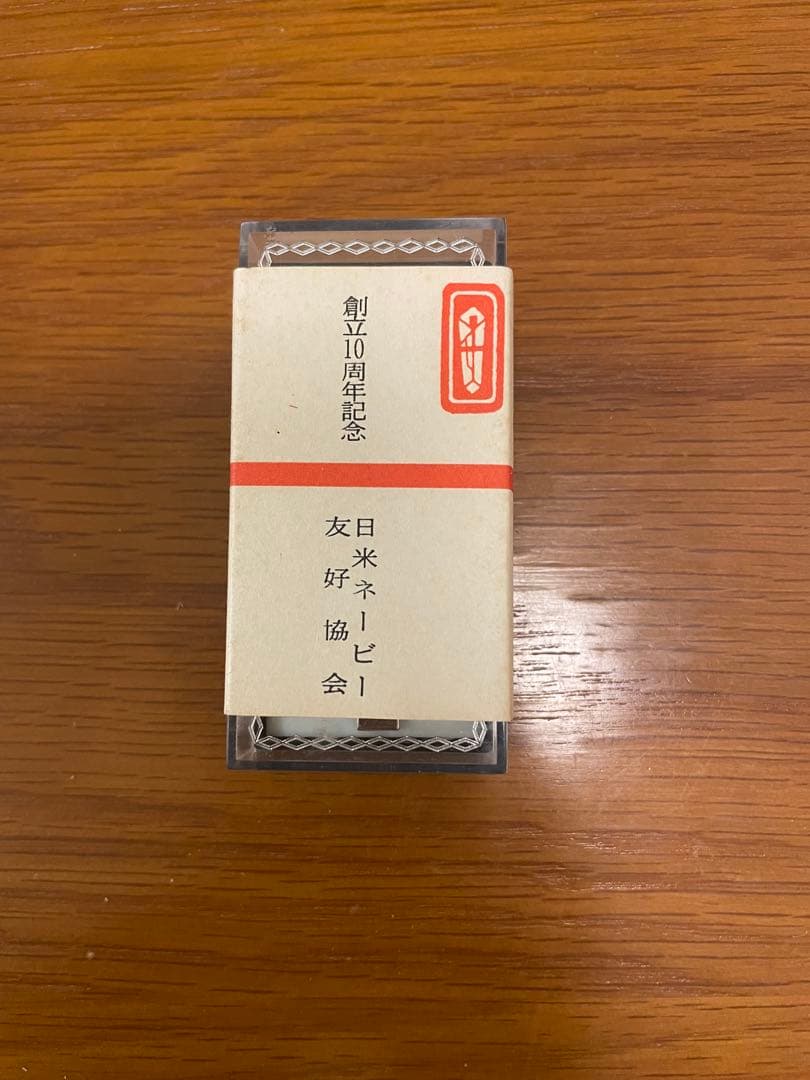 創立10周年記念
日米ネービー
友好協会